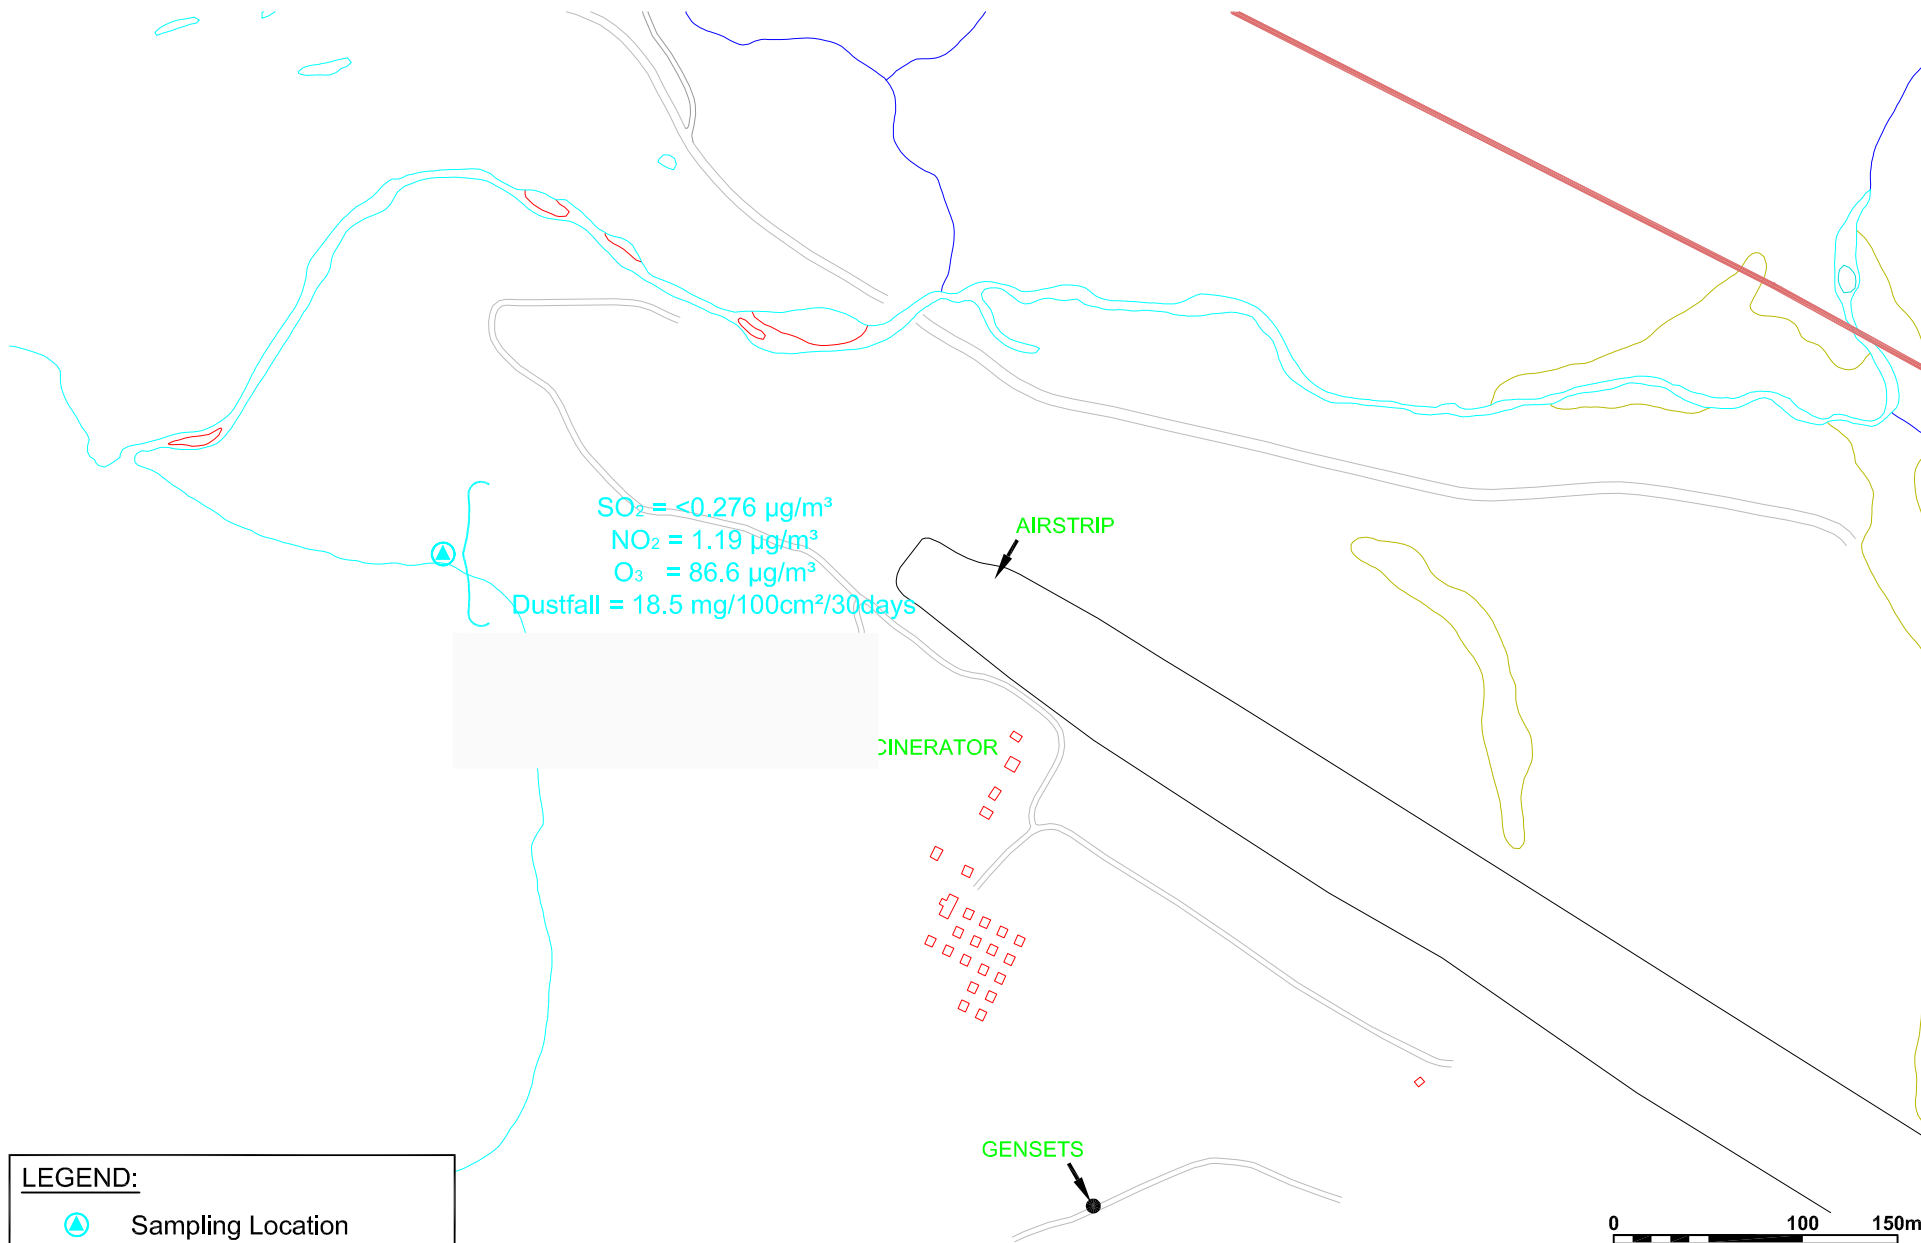 SO₂ = <0.276 µg/m³
NO₂ = 1.19 µg/m³
O₃ = 86.6 µg/m³
Dustfall = 18.5 mg/100cm²/30days
AIRSTRIP
CINERATOR
GENSETS
LEGEND:
Sampling Location
0 100 150m